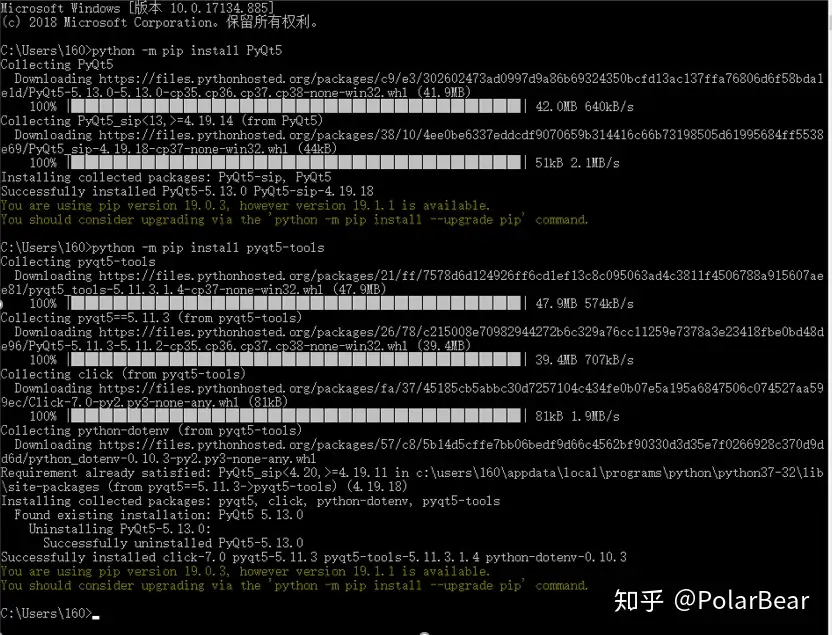 Microsoft Windows [版本 10.0.17134.885]
(c) 2018 Microsoft Corporation。保留所有权利。
C:\Users\160>python -m pip install PyQt5
Collecting PyQt5
Downloading https://files.pythonhosted.org/packages/c9/e3/302602473ad0997d9a86b69324350bcfd13ac137ffa76806d6f58bda1
e1d/PyQt5-5.13.0-5.13.0-cp35.cp36.cp37.cp38-none-win32.whl (41.9MB)
100% | | 42.0MB 640kB/s
Collecting PyQt5_sip<13,>=4.19.14 (from PyQt5)
Downloading https://files.pythonhosted.org/packages/38/10/4ee0be6337eddcdf9070659b314416c66b73198505d61995684ff5538
e69/PyQt5_sip-4.19.18-cp37-none-win32.whl (44kB)
100% | | 51kB 2.1MB/s
Installing collected packages: PyQt5-sip, PyQt5
Successfully installed PyQt5-5.13.0 PyQt5-sip-4.19.18
You are using pip version 19.0.3, however version 19.1.1 is available.
You should consider upgrading via the 'python -m pip install --upgrade pip' command.
C:\Users\160>python -m pip install pyqt5-tools
Collecting pyqt5-tools
Downloading https://files.pythonhosted.org/packages/21/ff/7578d6d124926ff6cd1ef13c8c095063ad4c3811f4506788a915607ae
e81/pyqt5_tools-5.11.3.1.4-cp37-none-win32.whl (47.9MB)
100% | | 47.9MB 574kB/s
Collecting pyqt5==5.11.3 (from pyqt5-tools)
Downloading https://files.pythonhosted.org/packages/26/78/c215008e70982944272b6c329a76cc11259e7378a3e23418fbe0bd48d
e96/PyQt5-5.11.3-5.11.2-cp35.cp36.cp37.cp38-none-win32.whl (39.4MB)
100% | | 39.4MB 707kB/s
Collecting click (from pyqt5-tools)
Downloading https://files.pythonhosted.org/packages/fa/37/45185cb5abbc30d7257104c434fe0b07e5a195a6847506c074527aa59
9ec/Click-7.0-py2.py3-none-any.whl (81kB)
100% | | 81kB 1.9MB/s
Collecting python-dotenv (from pyqt5-tools)
Downloading https://files.pythonhosted.org/packages/57/c8/5b14d5cffe7bb06bedf9d66c4562bf90330d3d35e7f0266928c370d9d
d6d/python_dotenv-0.10.3-py2.py3-none-any.whl
Requirement already satisfied: PyQt5_sip<4.20,>=4.19.11 in c:\users\160\appdata\local\programs\python\python37-32\lib
\site-packages (from pyqt5==5.11.3->pyqt5-tools) (4.19.18)
Installing collected packages: pyqt5, click, python-dotenv, pyqt5-tools
Found existing installation: PyQt5 5.13.0
Uninstalling PyQt5-5.13.0:
Successfully uninstalled PyQt5-5.13.0
Successfully installed click-7.0 pyqt5-5.11.3 pyqt5-tools-5.11.3.1.4 python-dotenv-0.10.3
You are using pip version 19.0.3, however version 19.1.1 is available.
You should consider upgrading via the 'python -m pip install --upgrade pip' command.
C:\Users\160>
知乎 @PolarBear